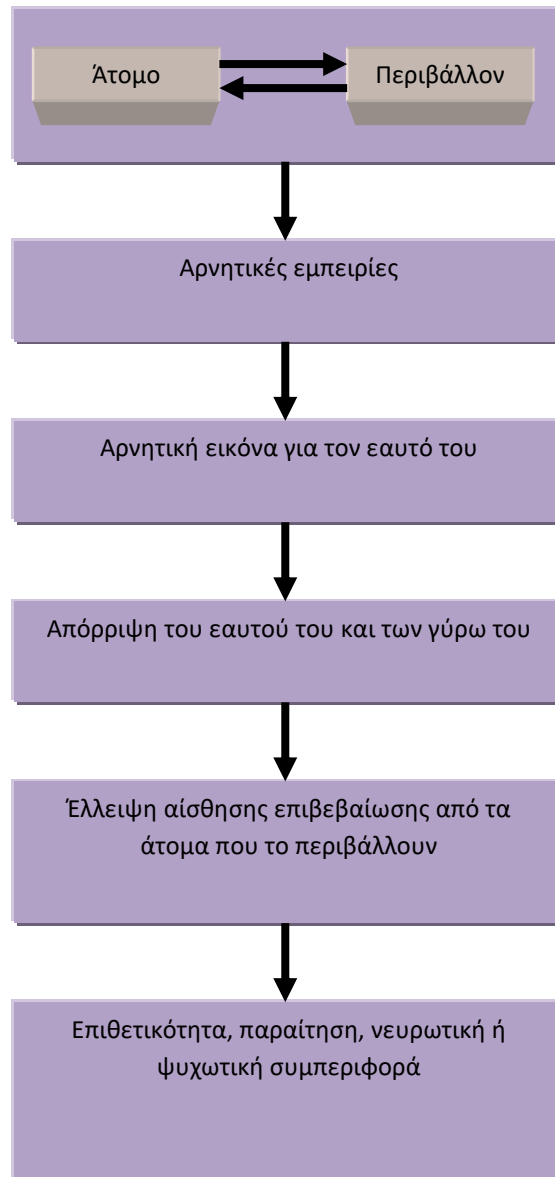 Άτομο
Περιβάλλον
Αρνητικές εμπειρίες
Αρνητική εικόνα για τον εαυτό του
Απόρριψη του εαυτού του και των γύρω του
Έλλειψη αίσθησης επιβεβαίωσης από τα
άτομα που το περιβάλλουν
Επιθετικότητα, παραίτηση, νευρωτική ή
ψυχωτική συμπεριφορά